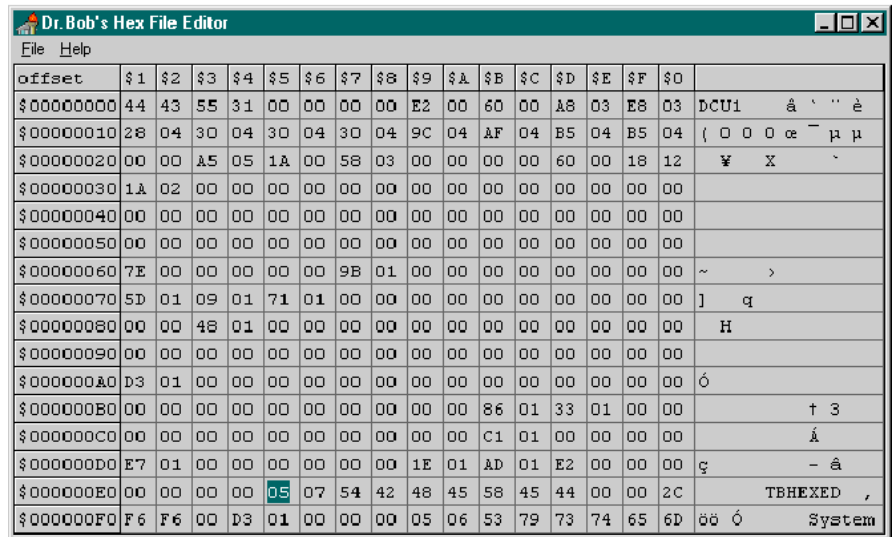 Dr.Bob's Hex File Editor
File Help
offset $1 $2 $3 $4 $5 $6 $7 $8 $9 $A $B $C $D $E $F $0
$00000000 44 43 55 31 00 00 00 00 E2 00 60 00 A8 03 E8 03 DCU1 â ` ¨ è
$00000010 28 04 30 04 30 04 30 04 9C 04 AF 04 B5 04 B5 04 ( 0 0 0 œ ¯ µ µ
$00000020 00 00 A5 05 1A 00 58 03 00 00 00 00 60 00 18 12 ¥ X `
$00000030 1A 02 00 00 00 00 00 00 00 00 00 00 00 00 00 00
$00000040 00 00 00 00 00 00 00 00 00 00 00 00 00 00 00 00
$00000050 00 00 00 00 00 00 00 00 00 00 00 00 00 00 00 00
$00000060 7E 00 00 00 00 00 9B 01 00 00 00 00 00 00 00 00 ~ ›
$00000070 5D 01 09 01 71 01 00 00 00 00 00 00 00 00 00 00 ] q
$00000080 00 00 48 01 00 00 00 00 00 00 00 00 00 00 00 00 H
$00000090 00 00 00 00 00 00 00 00 00 00 00 00 00 00 00 00
$000000A0 D3 01 00 00 00 00 00 00 00 00 00 00 00 00 00 00 Ó
$000000B0 00 00 00 00 00 00 00 00 00 00 86 01 33 01 00 00 † 3
$000000C0 00 00 00 00 00 00 00 00 00 00 C1 01 00 00 00 00 Á
$000000D0 E7 01 00 00 00 00 00 00 1E 01 AD 01 E2 00 00 00 ç - â
$000000E0 00 00 00 00 05 07 54 42 48 45 58 45 44 00 00 2C TBHEXED ,
$000000F0 F6 F6 00 D3 01 00 00 00 05 06 53 79 73 74 65 6D öö Ó System